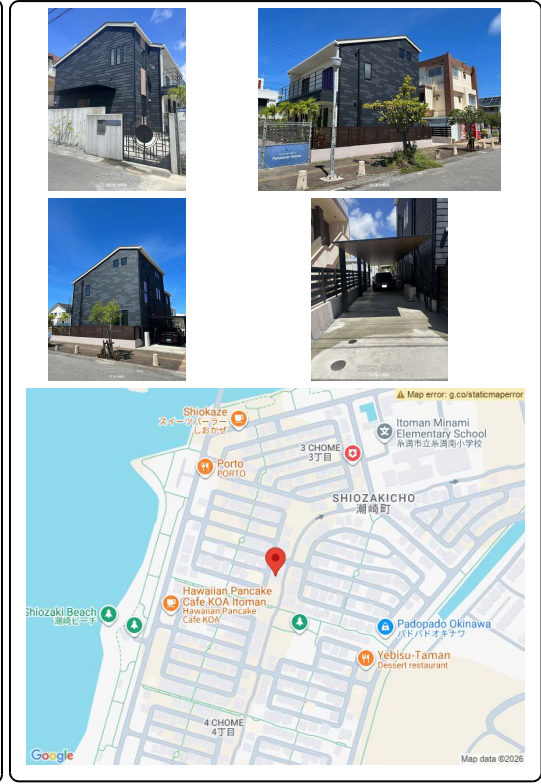 Panasonic Homes
Map error: g.co/staticmaperror
Shiokaze
スイーツパーラー
しおかぜ
Itoman Minami
Elementary School
糸満市立糸満南小学校
3 CHOME
3丁目
Porto
PORTO
SHIOZAKICHO
潮崎町
Hawaiian Pancake
Cafe KOA Itoman
Hawaiian Pancake
Cafe KOA
Shiozaki Beach
潮崎ビーチ
Padopado Okinawa
パドパドオキナワ
Yebisu-Taman
Dessert restaurant
4 CHOME
4丁目
Google
Map data ©2026